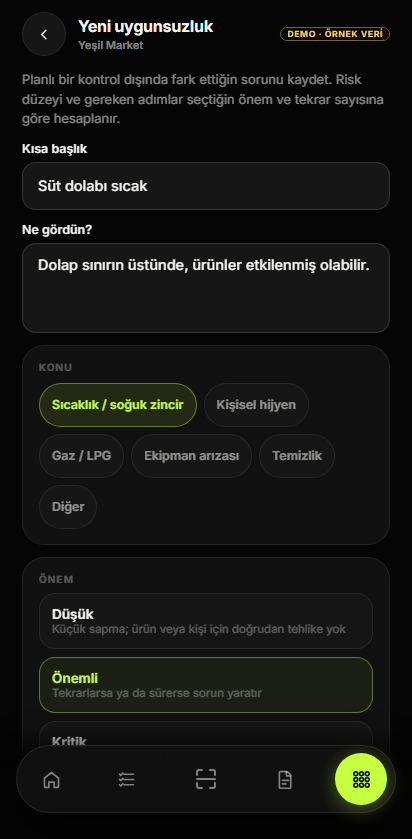 Yeni uygunsuzluk
Yeşil Market
DEMO · ÖRNEK VERİ
Planlı bir kontrol dışında fark ettiğin sorunu kaydet. Risk
düzeyi ve gereken adımlar seçtiğin önem ve tekrar sayısına
göre hesaplanır.
Kısa başlık
Süt dolabı sıcak
Ne gördün?
Dolap sınırın üstünde, ürünler etkilenmiş olabilir.
KONU
Sıcaklık / soğuk zincir
Kişisel hijyen
Gaz / LPG
Ekipman arızası
Temizlik
Diğer
ÖNEM
Düşük
Küçük sapma; ürün veya kişi için doğrudan tehlike yok
Önemli
Tekrarlarsa ya da sürerse sorun yaratır
Kritik